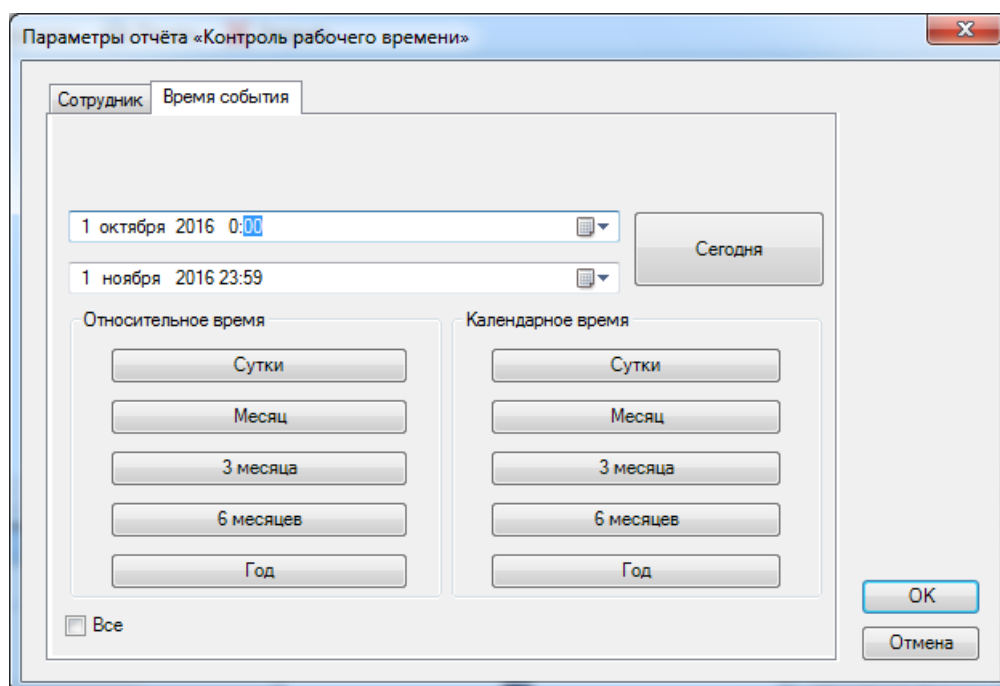 Параметры отчёта «Контроль рабочего времени»
Сотрудник Время события
1 октября 2016 0:00
Сегодня
1 ноября 2016 23:59
Относительное время Календарное время
Сутки Сутки
Месяц Месяц
3 месяца 3 месяца
6 месяцев 6 месяцев
Год Год
OK
Все
Отмена